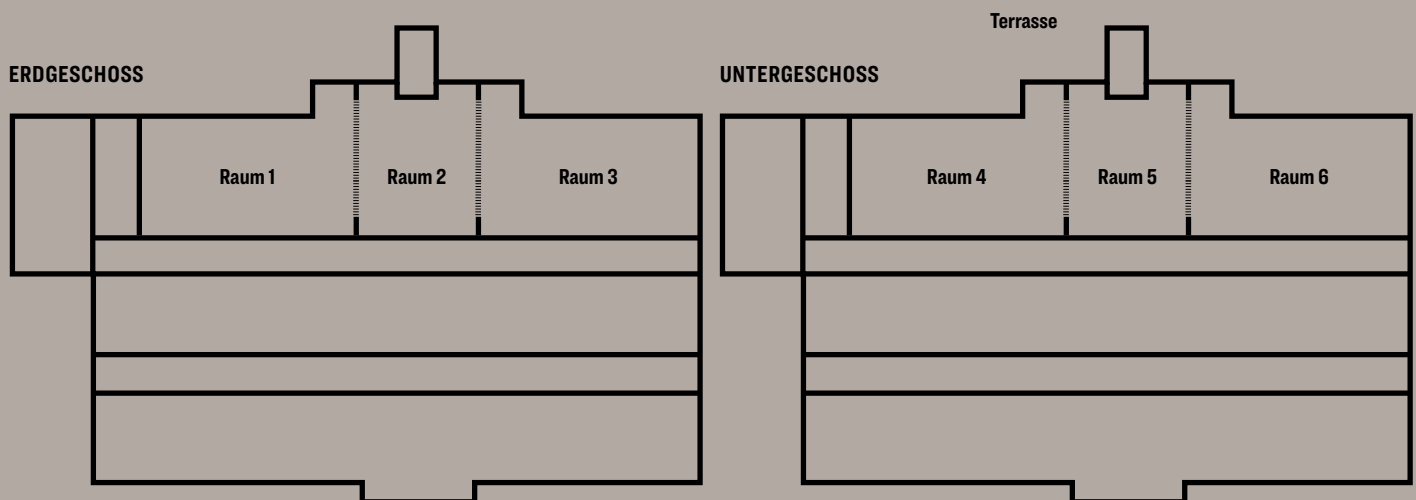 ERDGESCHOSS
Raum 1
Raum 2
Raum 3
Terrasse
UNTERGESCHOSS
Raum 4
Raum 5
Raum 6